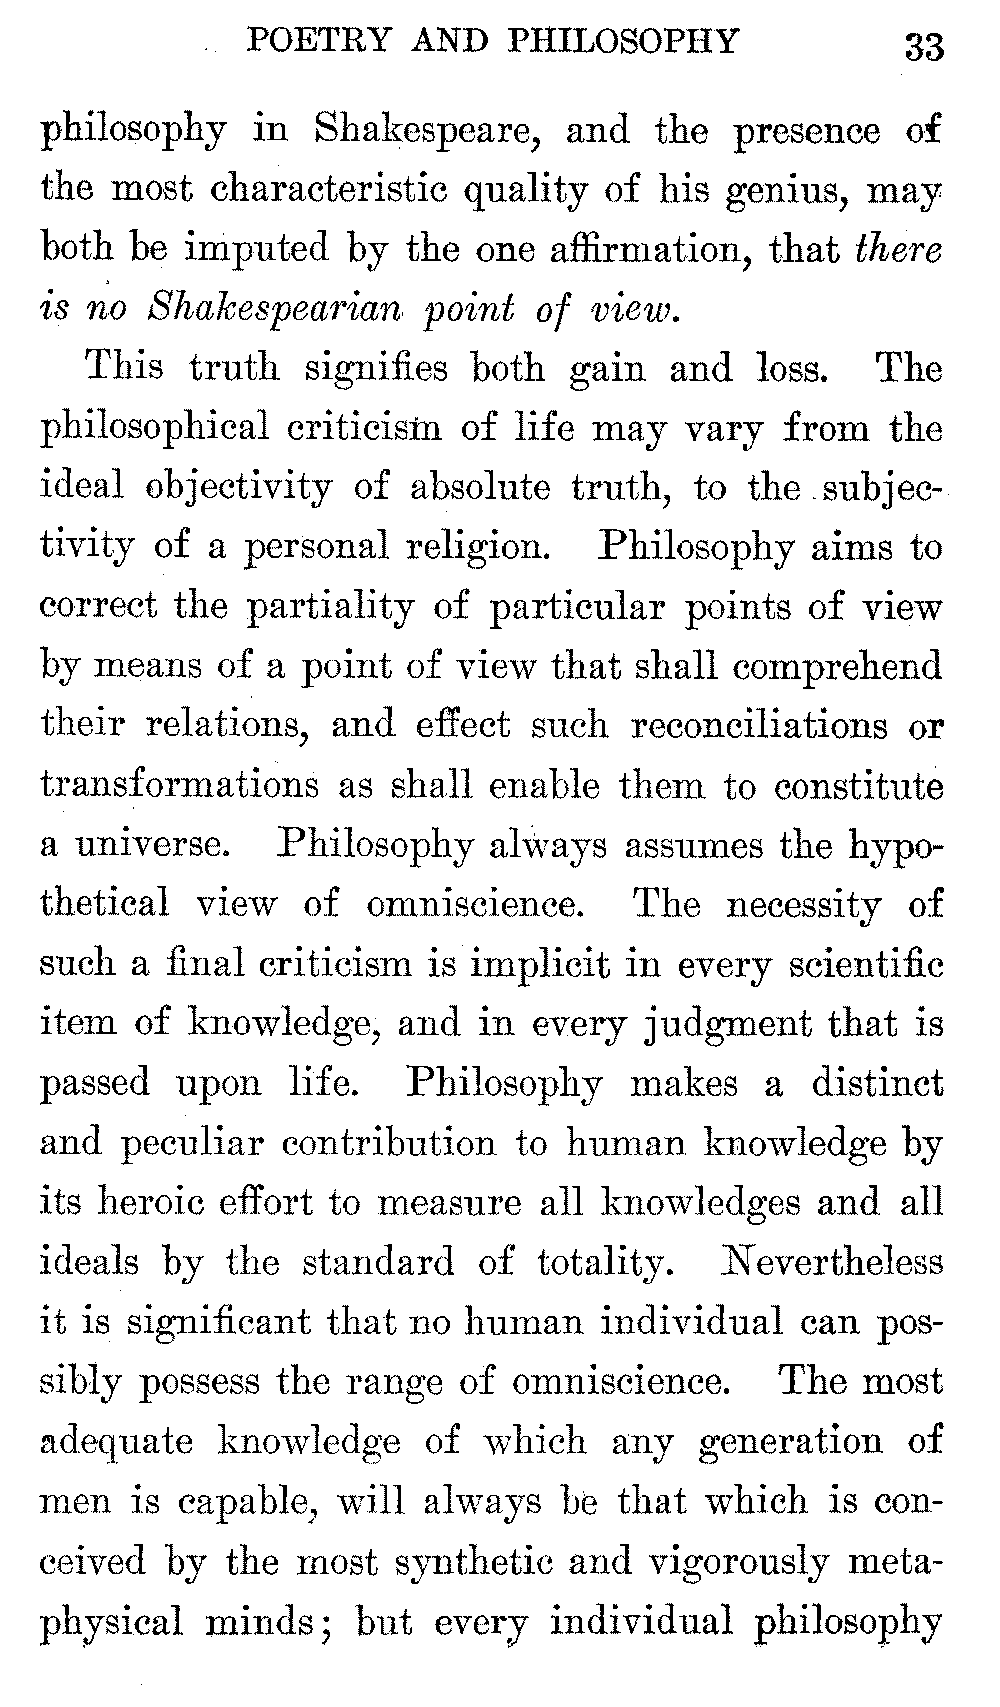 POETRY AND PHILOSOPHY 33
philosophy in Shakespeare, and the presence of
the most characteristic quality of his genius, may
both be imputed by the one affirmation, that there
is no Shakespearian point of view.
This truth signifies both gain and loss. The
philosophical criticism of life may vary from the
ideal objectivity of absolute truth, to the subjec-
tivity of a personal religion. Philosophy aims to
correct the partiality of particular points of view
by means of a point of view that shall comprehend
their relations, and effect such reconciliations or
transformations as shall enable them to constitute
a universe. Philosophy always assumes the hypo-
thetical view of omniscience. The necessity of
such a final criticism is implicit in every scientific
item of knowledge, and in every judgment that is
passed upon life. Philosophy makes a distinct
and peculiar contribution to human knowledge by
its heroic effort to measure all knowledges and all
ideals by the standard of totality. Nevertheless
it is significant that no human individual can pos-
sibly possess the range of omniscience. The most
adequate knowledge of which any generation of
men is capable, will always be that which is con-
ceived by the most synthetic and vigorously meta-
physical minds; but every individual philosophy